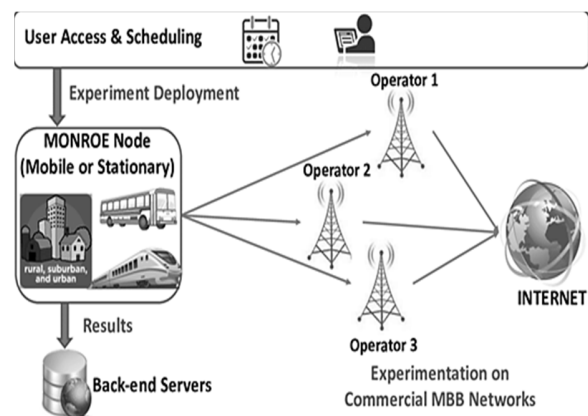 User Access & Scheduling
Experiment Deployment
MONROE Node
(Mobile or Stationary)
rural, suburban,
and urban
Results
Back-end Servers
Operator 1
Operator 2
Operator 3
INTERNET
Experimentation on
Commercial MBB Networks